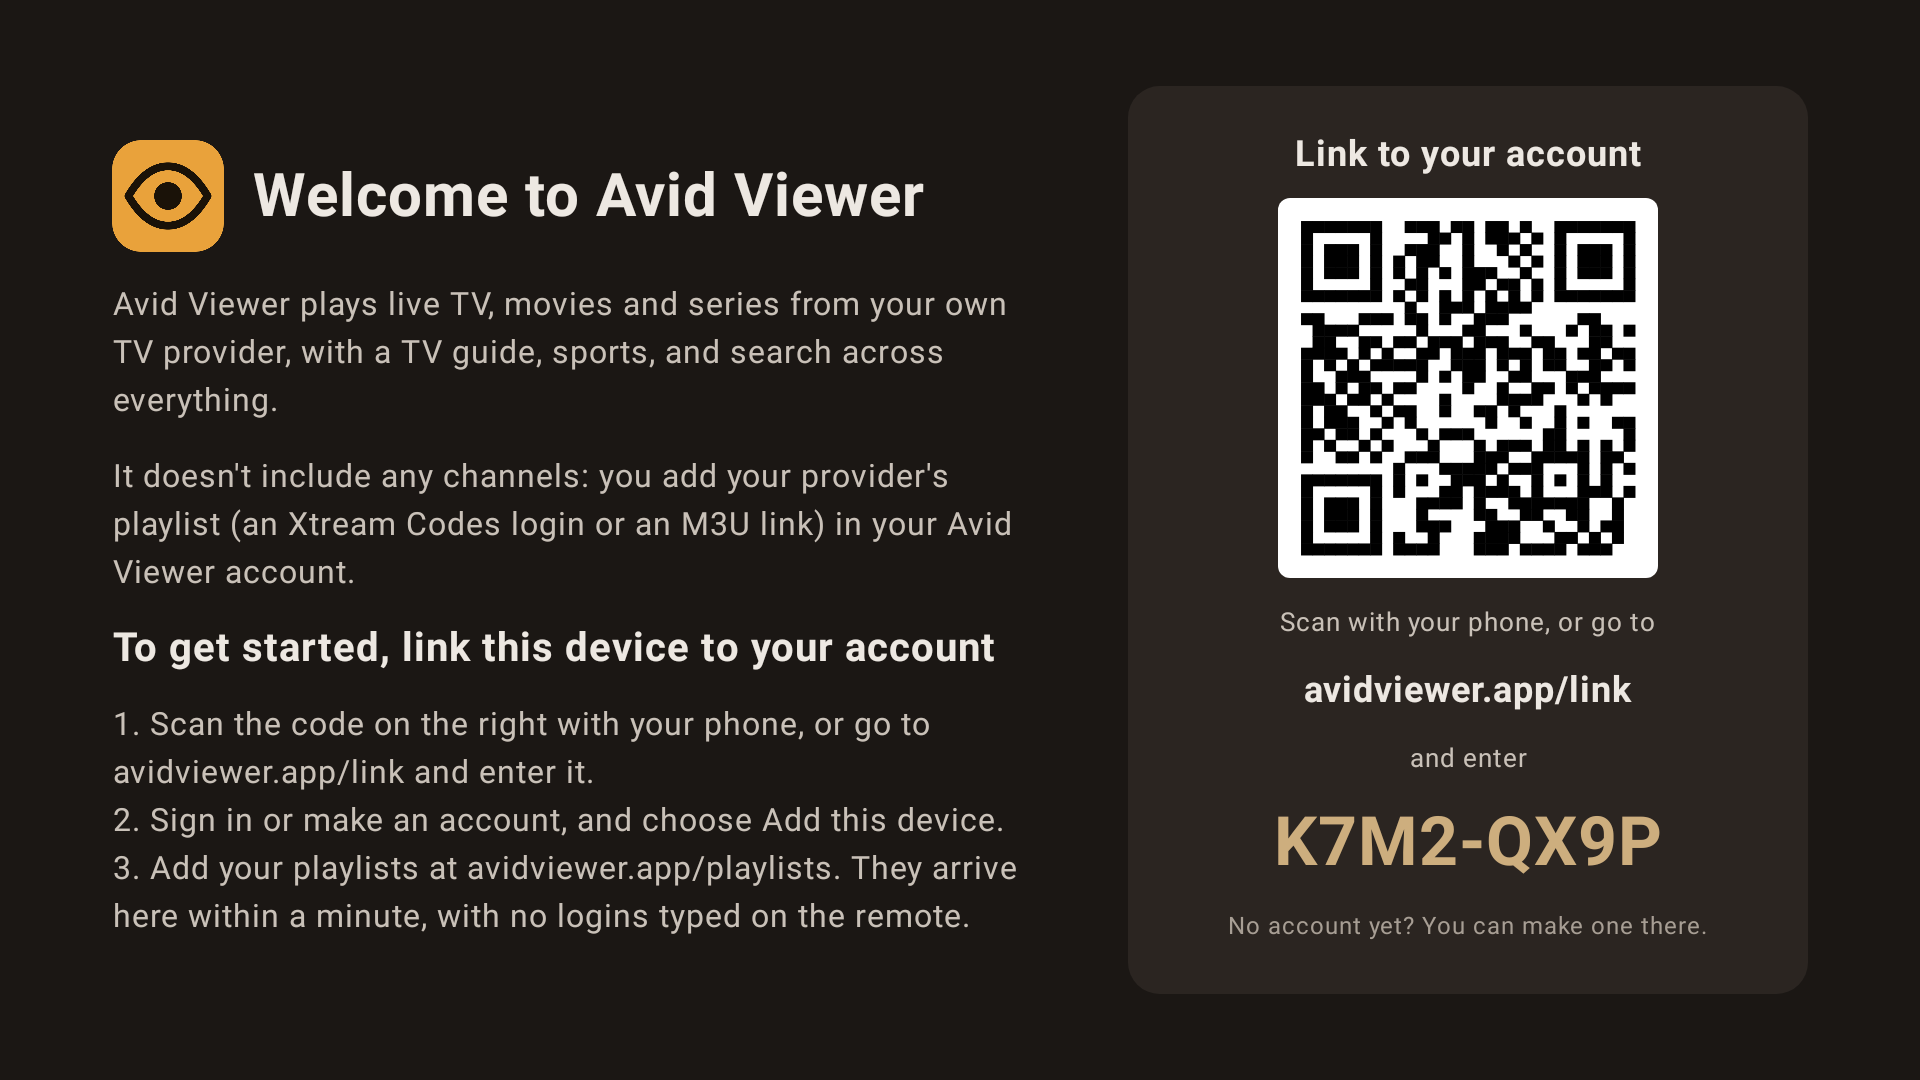 Welcome to Avid Viewer
Avid Viewer plays live TV, movies and series from your own
TV provider, with a TV guide, sports, and search across
everything.
It doesn't include any channels: you add your provider's
playlist (an Xtream Codes login or an M3U link) in your Avid
Viewer account.
To get started, link this device to your account
1. Scan the code on the right with your phone, or go to
avidviewer.app/link and enter it.
2. Sign in or make an account, and choose Add this device.
3. Add your playlists at avidviewer.app/playlists. They arrive
here within a minute, with no logins typed on the remote.
Link to your account
Scan with your phone, or go to
avidviewer.app/link
and enter
K7M2-QX9P
No account yet? You can make one there.